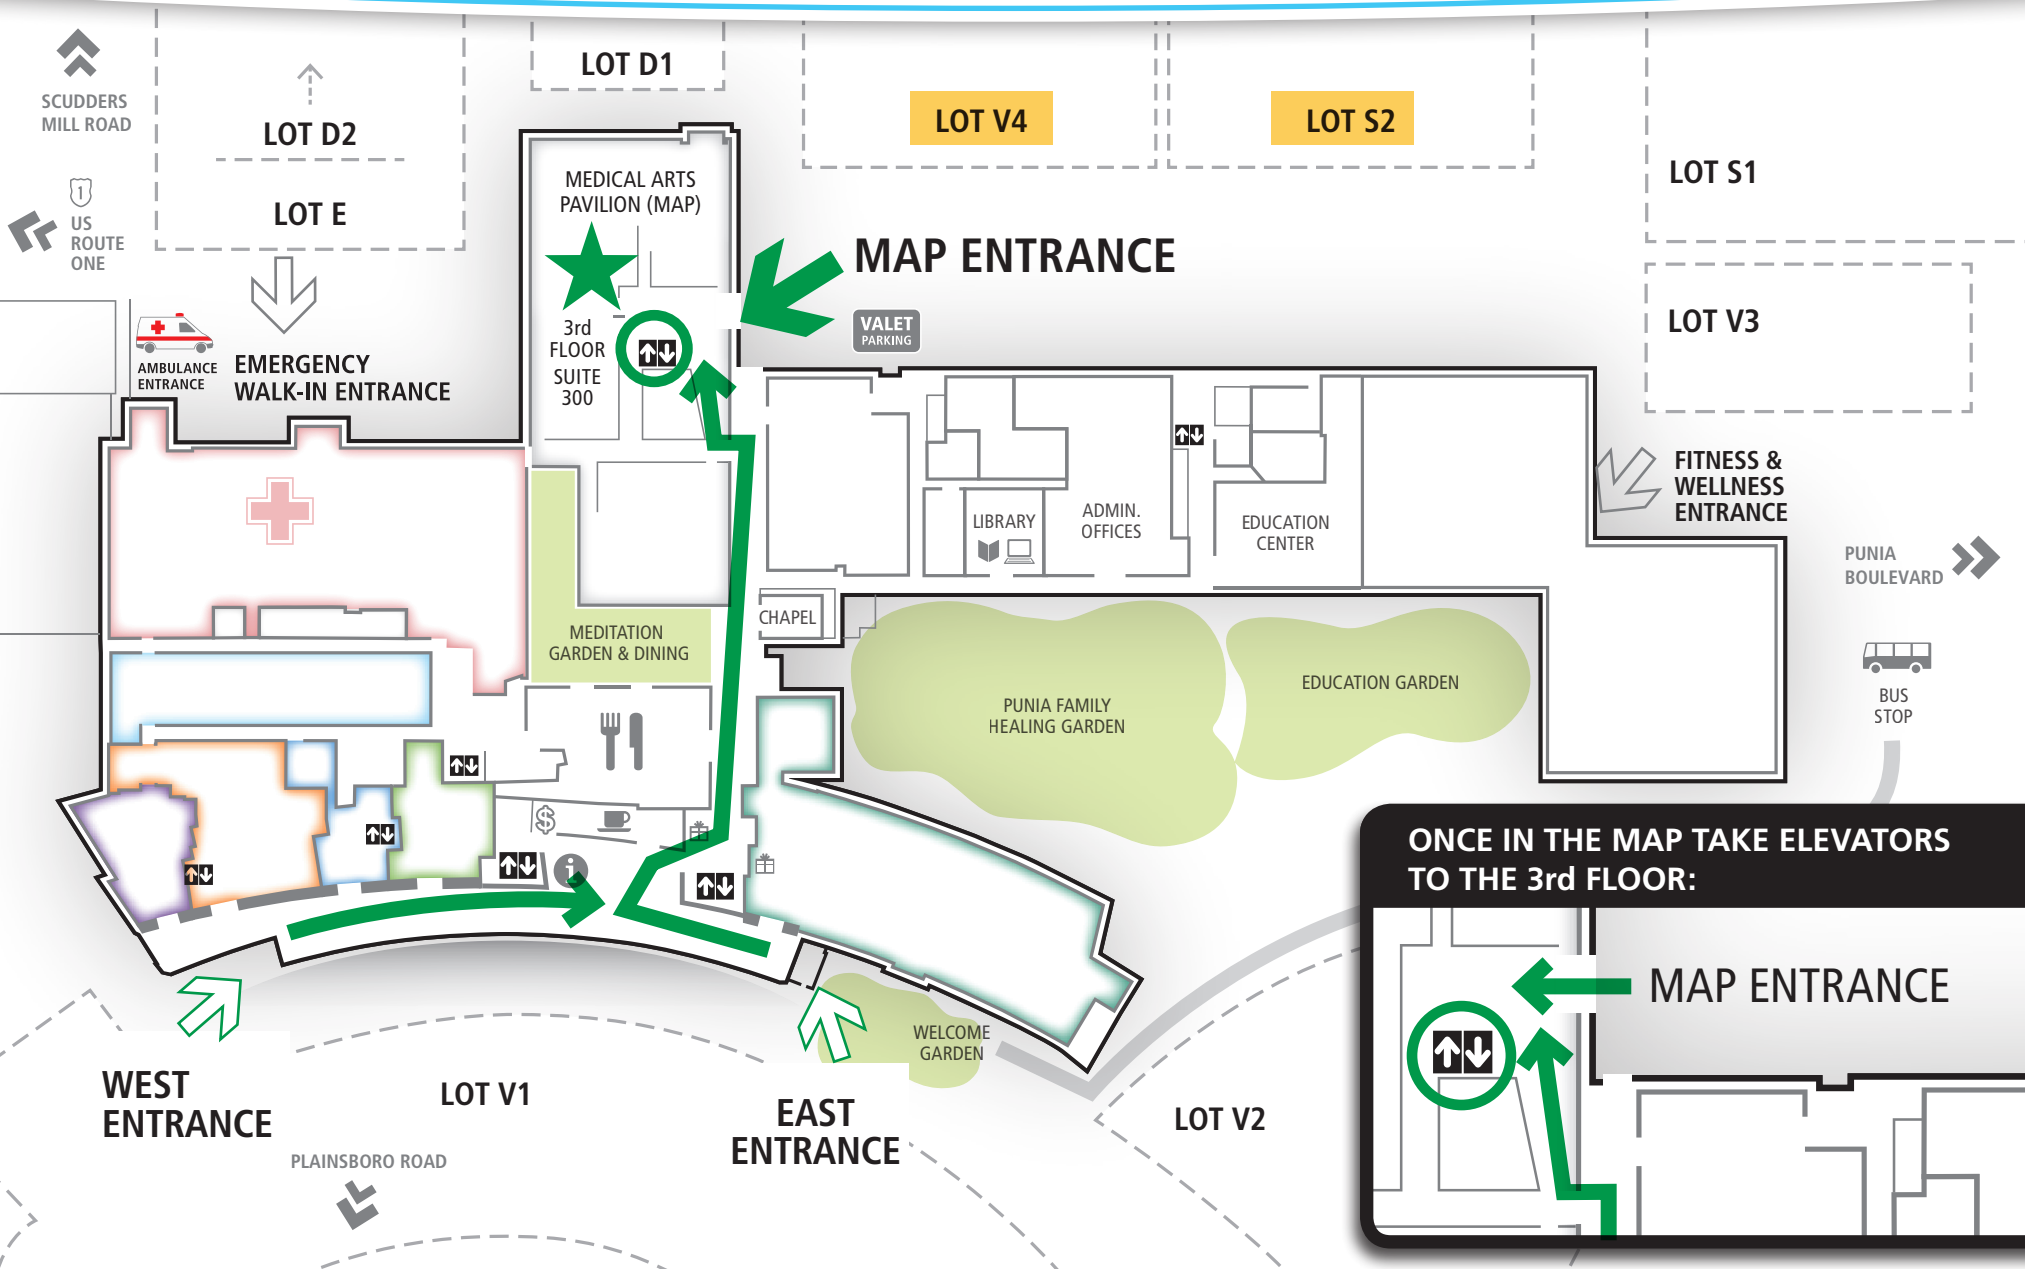 SCUDDERS
MILL ROAD
LOT D2
LOT E
LOT D1
LOT V4
LOT S2
LOT S1
1
US
ROUTE
ONE
MEDICAL ARTS
PAVILION (MAP)
MAP ENTRANCE
VALET
PARKING
LOT V3
3rd
FLOOR
SUITE
300
AMBULANCE
ENTRANCE
EMERGENCY
WALK-IN ENTRANCE
FITNESS &
WELLNESS
ENTRANCE
LIBRARY
ADMIN.
OFFICES
EDUCATION
CENTER
PUNIA
BOULEVARD
CHAPEL
MEDITATION
GARDEN & DINING
PUNIA FAMILY
HEALING GARDEN
EDUCATION GARDEN
BUS
STOP
$
i
WELCOME
GARDEN
WEST
ENTRANCE
LOT V1
EAST
ENTRANCE
LOT V2
PLAINSBORO ROAD
ONCE IN THE MAP TAKE ELEVATORS
TO THE 3rd FLOOR:
MAP ENTRANCE